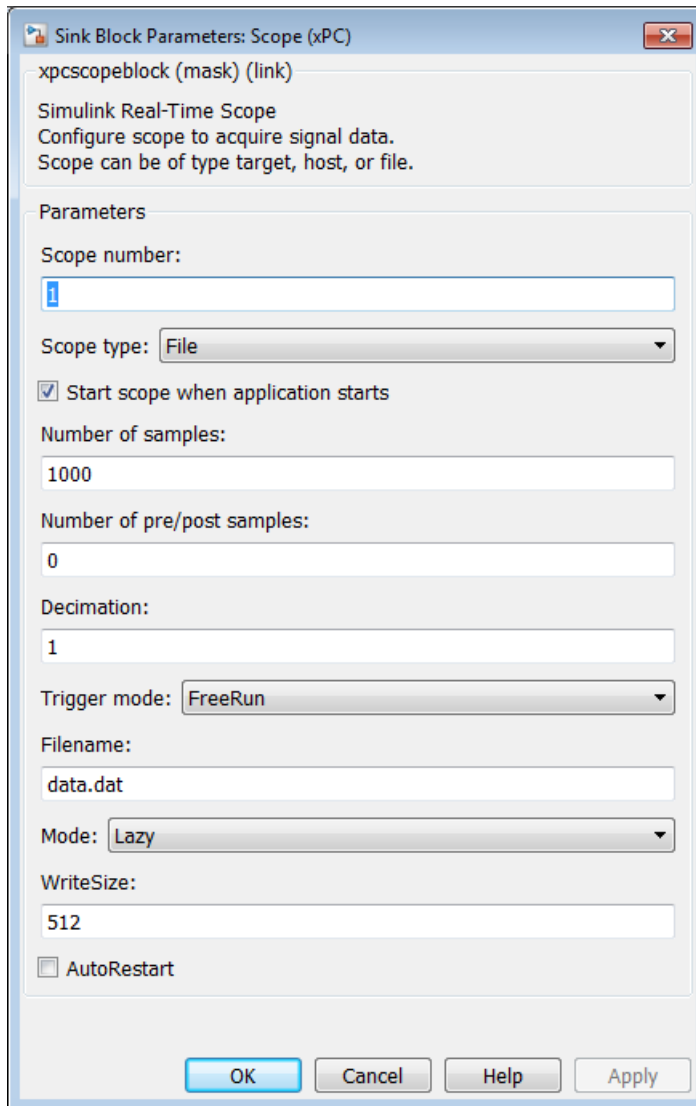 Sink Block Parameters: Scope (xPC)
xpcscopeblock (mask) (link)
Simulink Real-Time Scope
Configure scope to acquire signal data.
Scope can be of type target, host, or file.
Parameters
Scope number:
1
Scope type: File
Start scope when application starts
Number of samples:
1000
Number of pre/post samples:
0
Decimation:
1
Trigger mode: FreeRun
Filename:
data.dat
Mode: Lazy
WriteSize:
512
AutoRestart
OK Cancel Help Apply